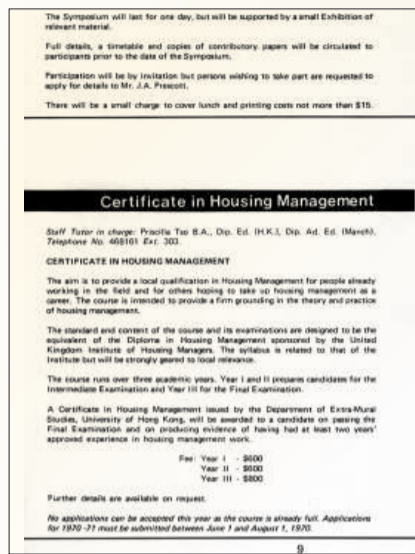 The Symposium will last for one day, but will be supported by a small Exhibition of
relevant material.
Full details, a timetable and copies of contributory papers will be circulated to
participants prior to the date of the Symposium.
Participation will be by invitation but persons wishing to take part are requested to
apply for details to Mr. J.A. Prescott.
There will be a small charge to cover lunch and printing costs not more than $15.
Certificate in Housing Management
Staff Tutor in charge: Priscilla Tso B.A., Dip. Ed. (H.K.), Dip. Ad. Ed. (Manch).
Telephone No. 468161 Ext. 303.
CERTIFICATE IN HOUSING MANAGEMENT
The aim is to provide a local qualification in Housing Management for people already
working in the field and for others hoping to take up housing management as a
career. The course is intended to provide a firm grounding in the theory and practice
of housing management.
The standard and content of the course and its examinations are designed to be the
equivalent of the Diploma in Housing Management sponsored by the United
Kingdom Institute of Housing Managers. The syllabus is related to that of the
Institute but will be strongly geared to local relevance.
The course runs over three academic years. Year I and II prepares candidates for the
Intermediate Examination and Year III for the Final Examination.
A Certificate in Housing Management issued by the Department of Extra-Mural
Studies, University of Hong Kong, will be awarded to a candidate on passing the
Final Examination and on producing evidence of having had at least two years'
approved experience in housing management work.
Fee: Year I - $600
Year II - $600
Year III - $800
Further details are available on request.
No applications can be accepted this year as the course is already full. Applications
for 1970-71 must be submitted between June 1 and August 1, 1970.
9